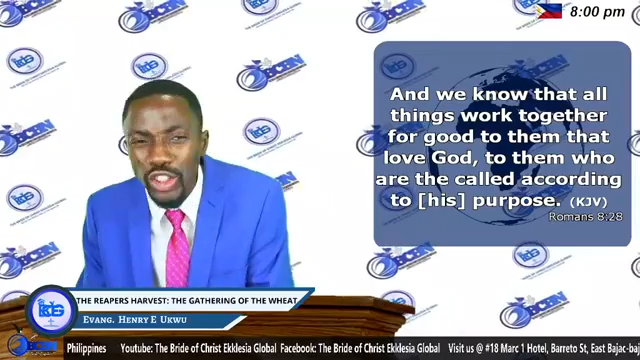 8:00 pm
And we know that all
things work together
for good to them that
love God, to them who
are the called according
to [his] purpose. (KJV)
Romans 8:28
THE REAPERS HARVEST: THE GATHERING OF THE WHEAT
EVANG. HENRY E UKWU
BCBN
Philippines Youtube: The Bride of Christ Ekklesia Global Facebook: The Bride of Christ Ekklesia Global Visit us @ #18 Marc 1 Hotel, Barreto St, East Bajac-baj